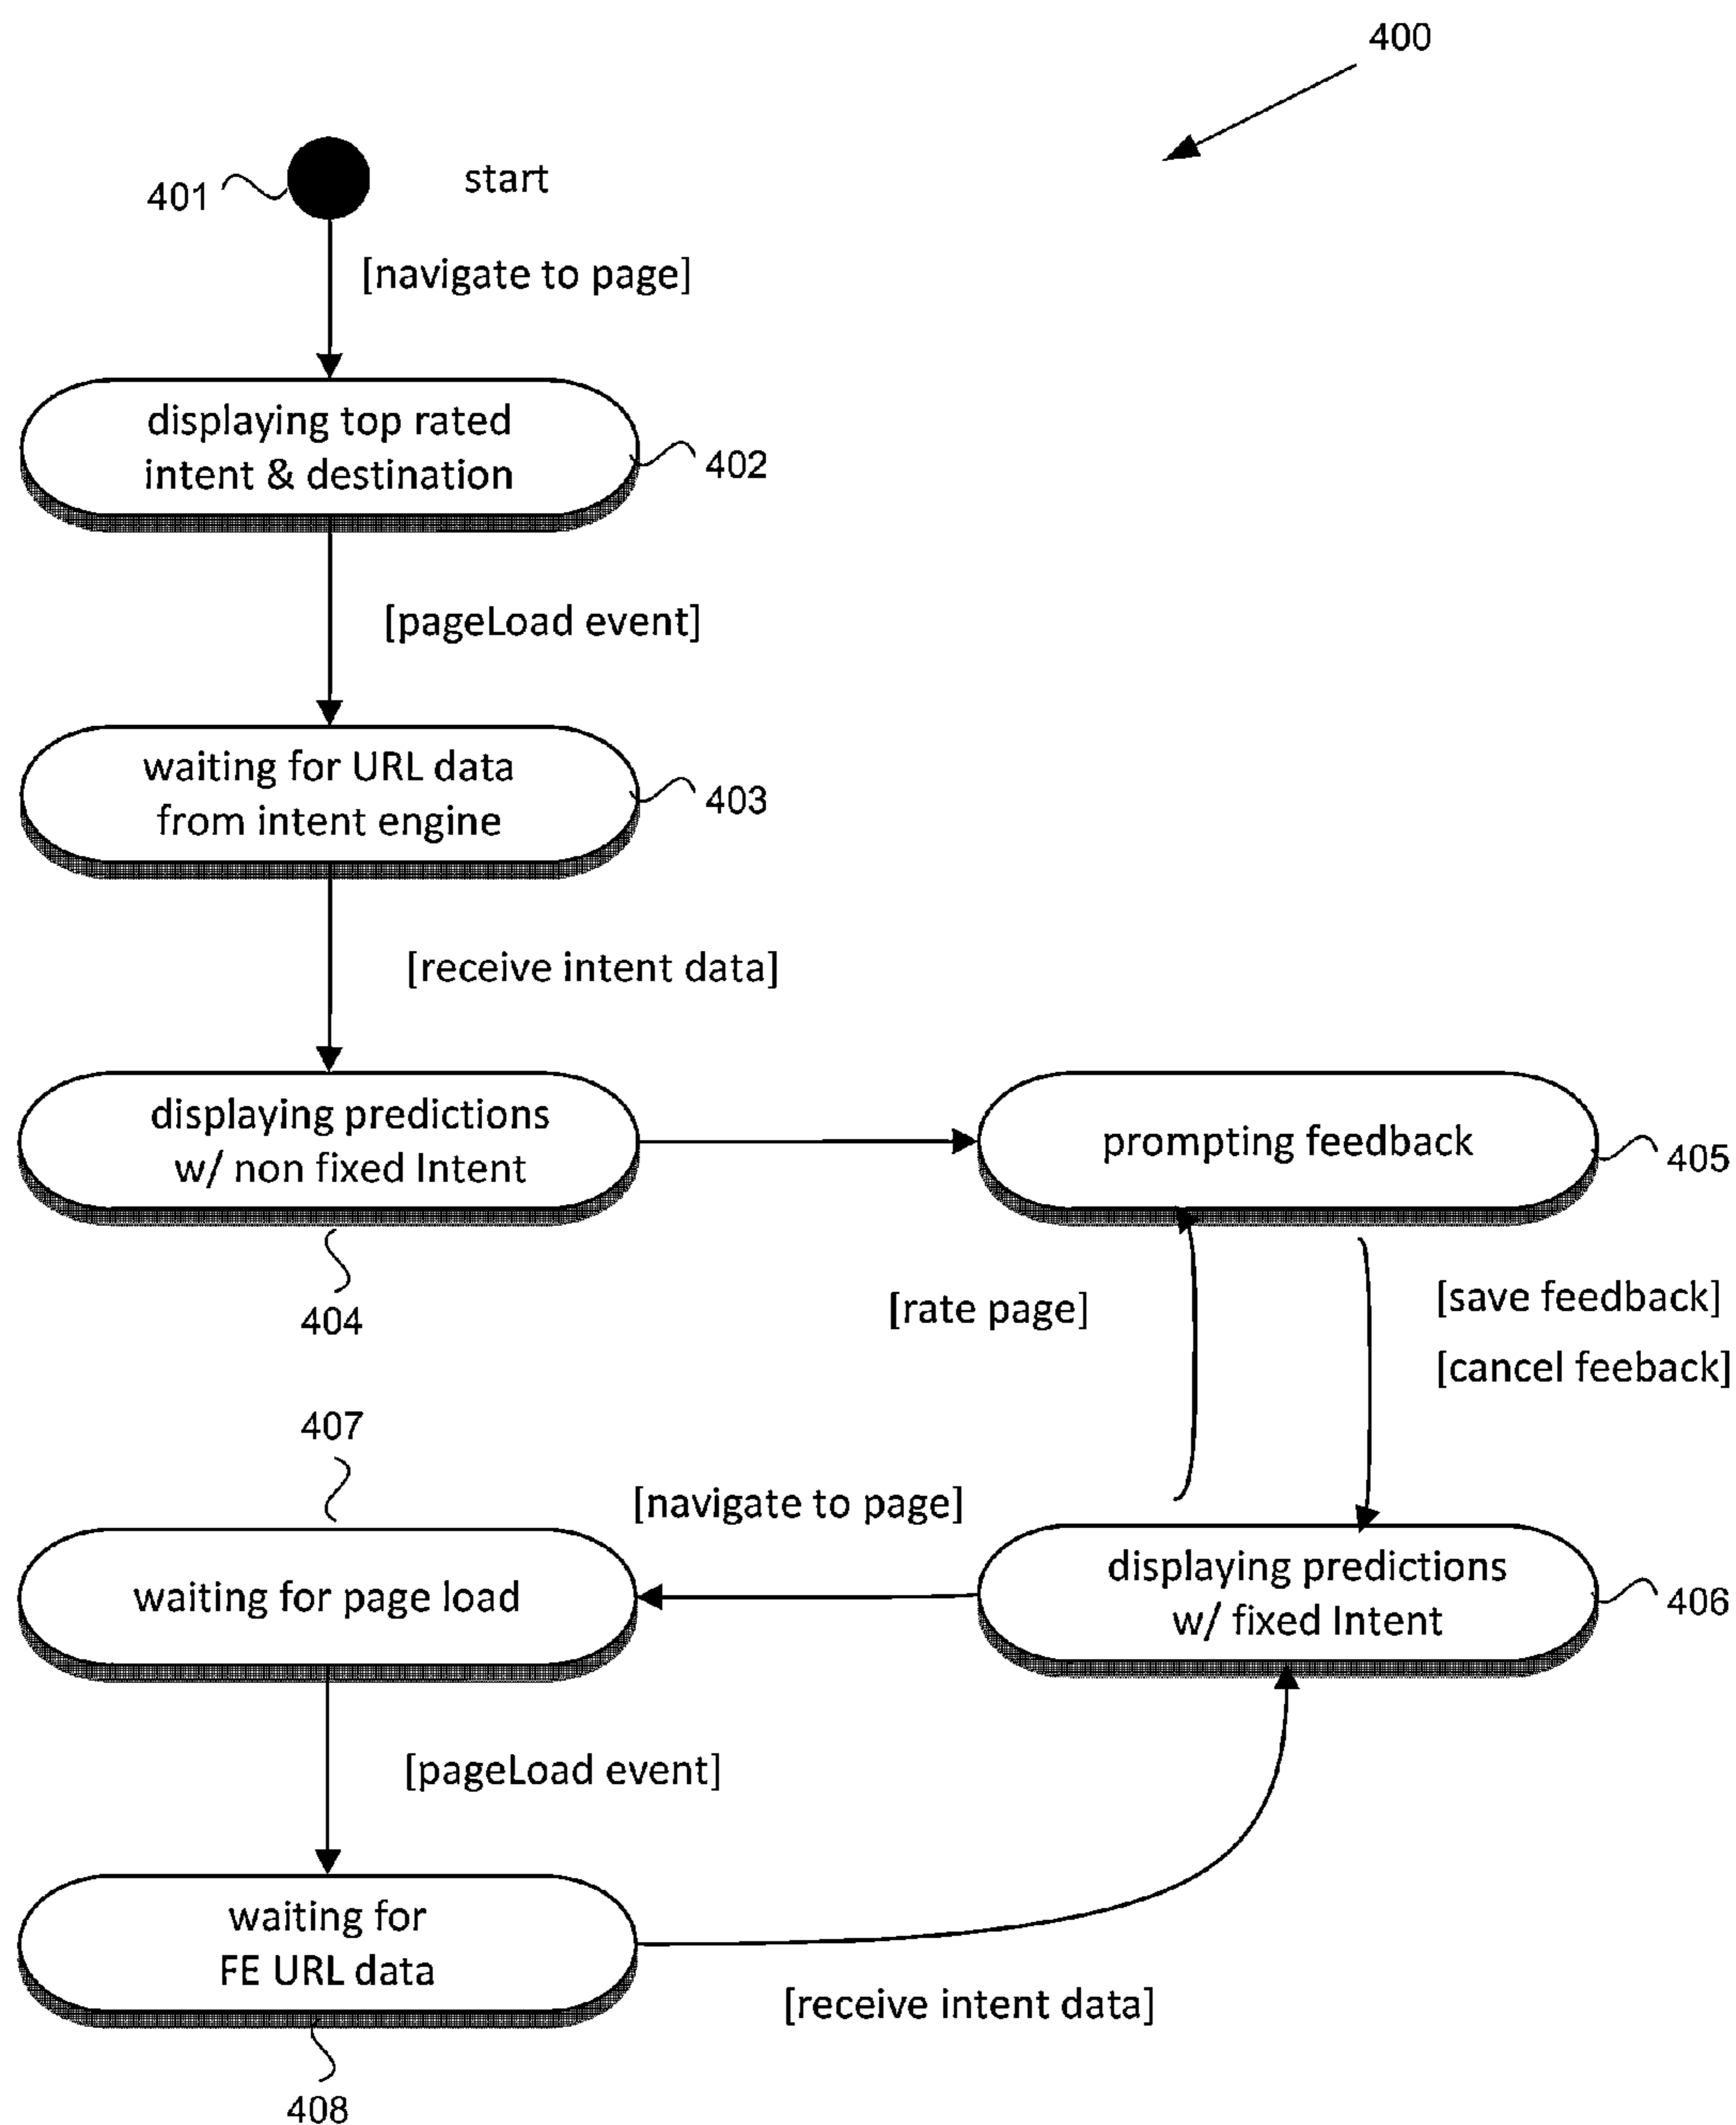 400
401
start
[navigate to page]
displaying top rated
intent & destination
402
[pageLoad event]
waiting for URL data
from intent engine
403
[receive intent data]
displaying predictions
w/ non fixed Intent
404
prompting feedback
405
[rate page]
[save feedback]
[cancel feeback]
407
[navigate to page]
waiting for page load
displaying predictions
w/ fixed Intent
406
[pageLoad event]
waiting for
FE URL data
[receive intent data]
408